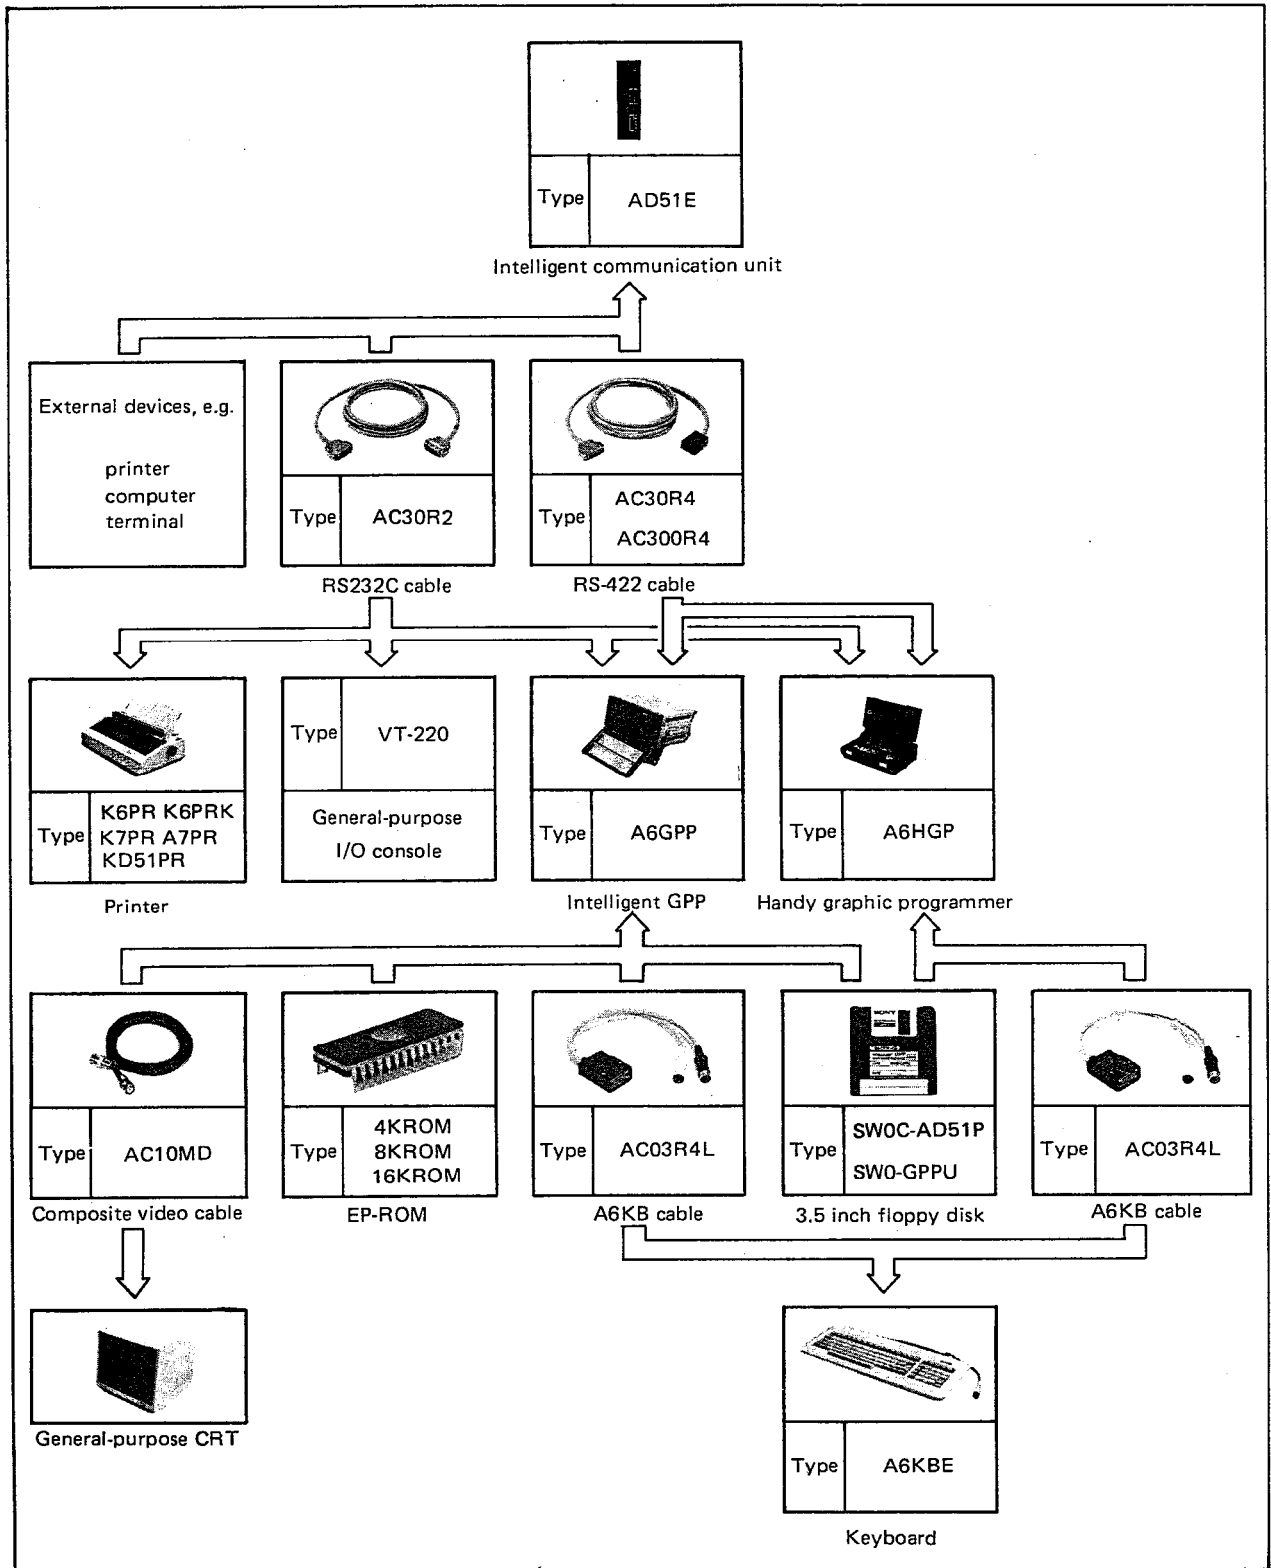 Type
AD51E
Intelligent communication unit
External devices, e.g.
printer
computer
terminal
Type
AC30R2
RS232C cable
Type
AC30R4
AC300R4
RS-422 cable
Type
K6PR K6PRK
K7PR A7PR
KD51PR
Printer
Type
VT-220
General-purpose
I/O console
Type
A6GPP
Intelligent GPP
Type
A6HGP
Handy graphic programmer
Type
AC10MD
Composite video cable
Type
4KROM
8KROM
16KROM
EP-ROM
Type
AC03R4L
A6KB cable
Type
SW0C-AD51P
SW0-GPPU
3.5 inch floppy disk
Type
AC03R4L
A6KB cable
General-purpose CRT
Type
A6KBE
Keyboard